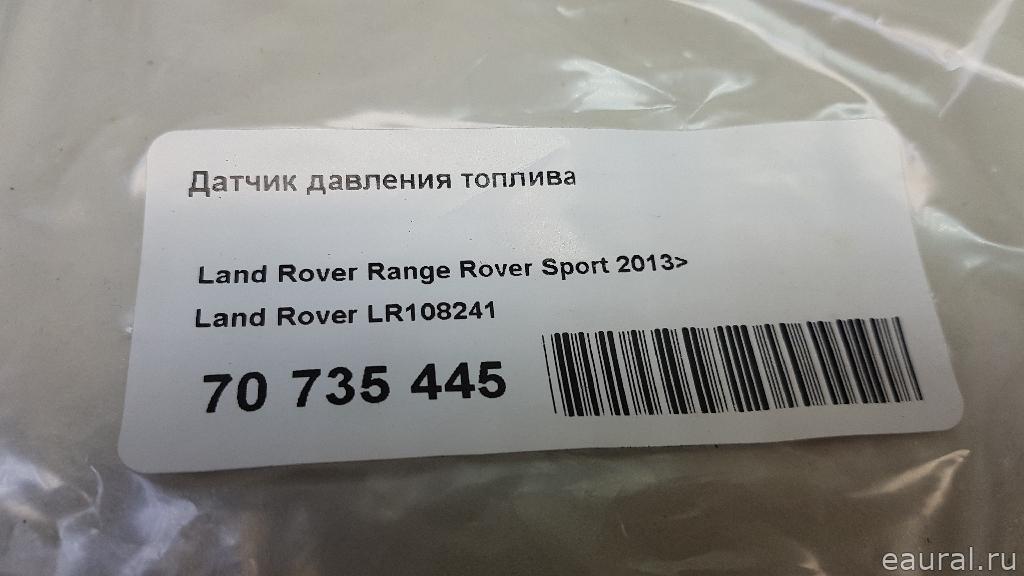 Датчик давления топлива
Land Rover Range Rover Sport 2013>
Land Rover LR108241
70 735 445
eaural.ru